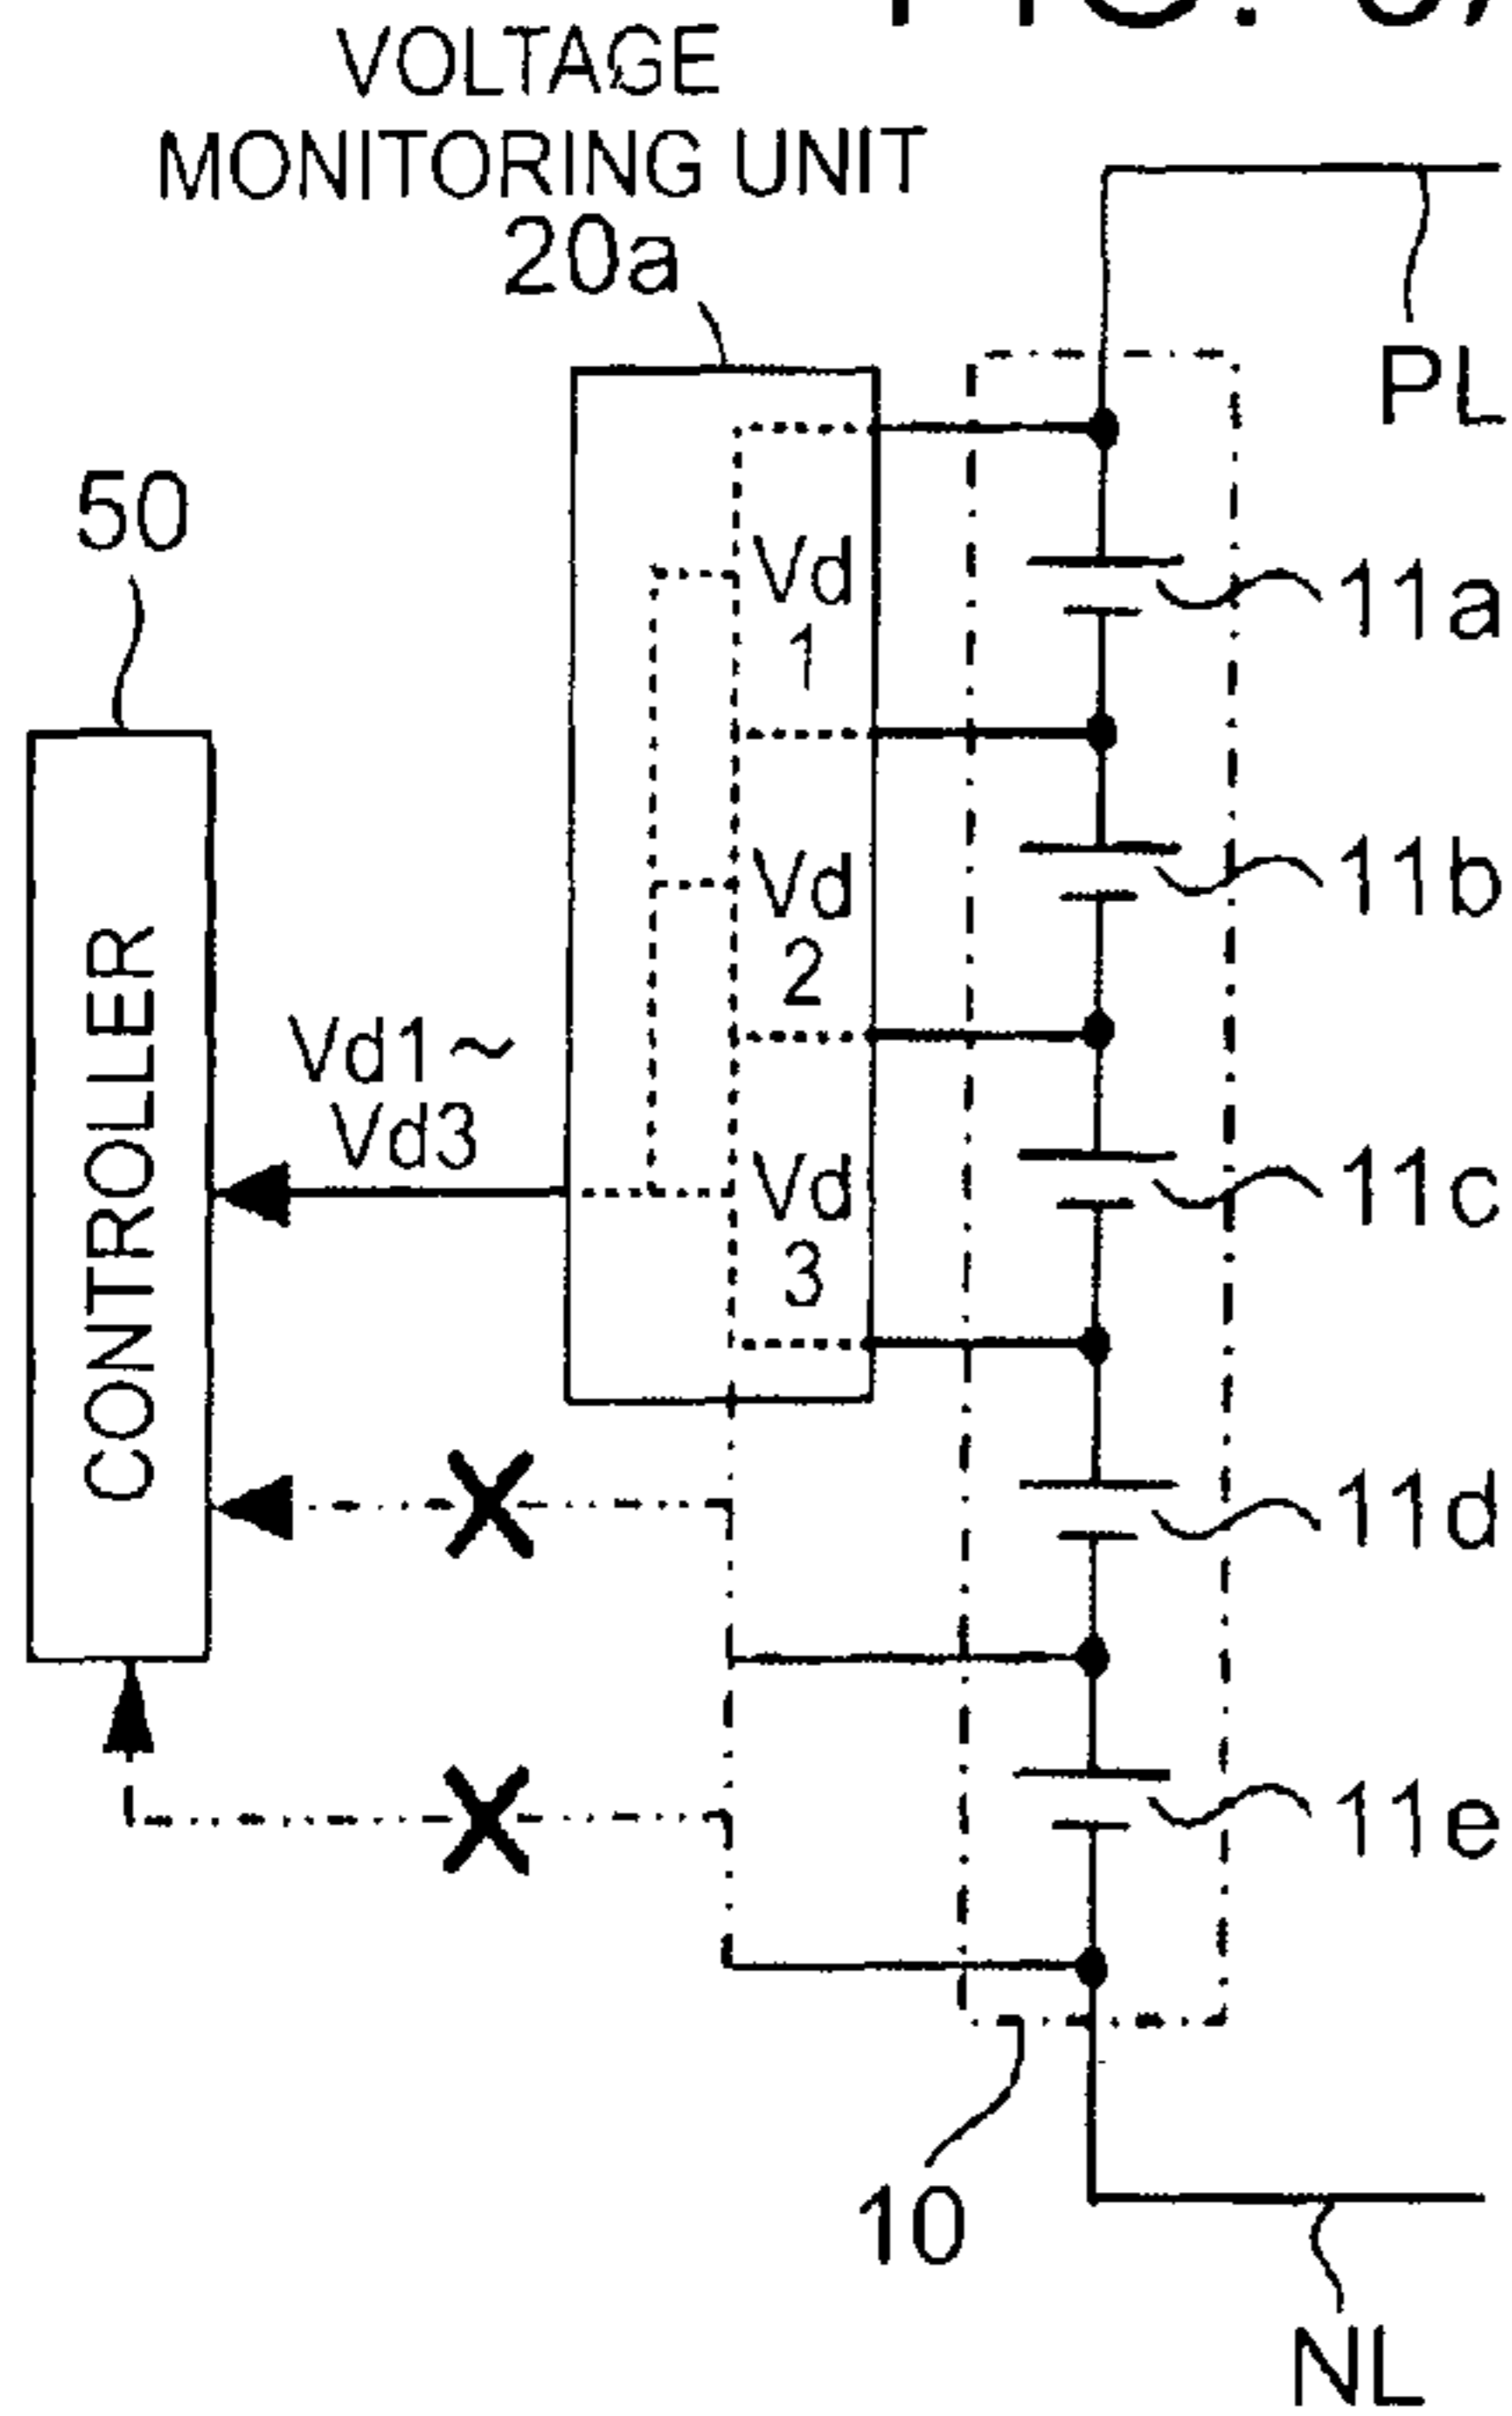 VOLTAGE
MONITORING UNIT
20a
PL
50
Vd
1
11a
Vd
2
11b
CONTROLLER
Vd1~
Vd3
Vd
3
11c
11d
11e
10
NL